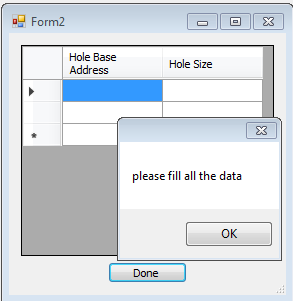 Form2
Hole Base
Address
Hole Size
*
please fill all the data
OK
Done